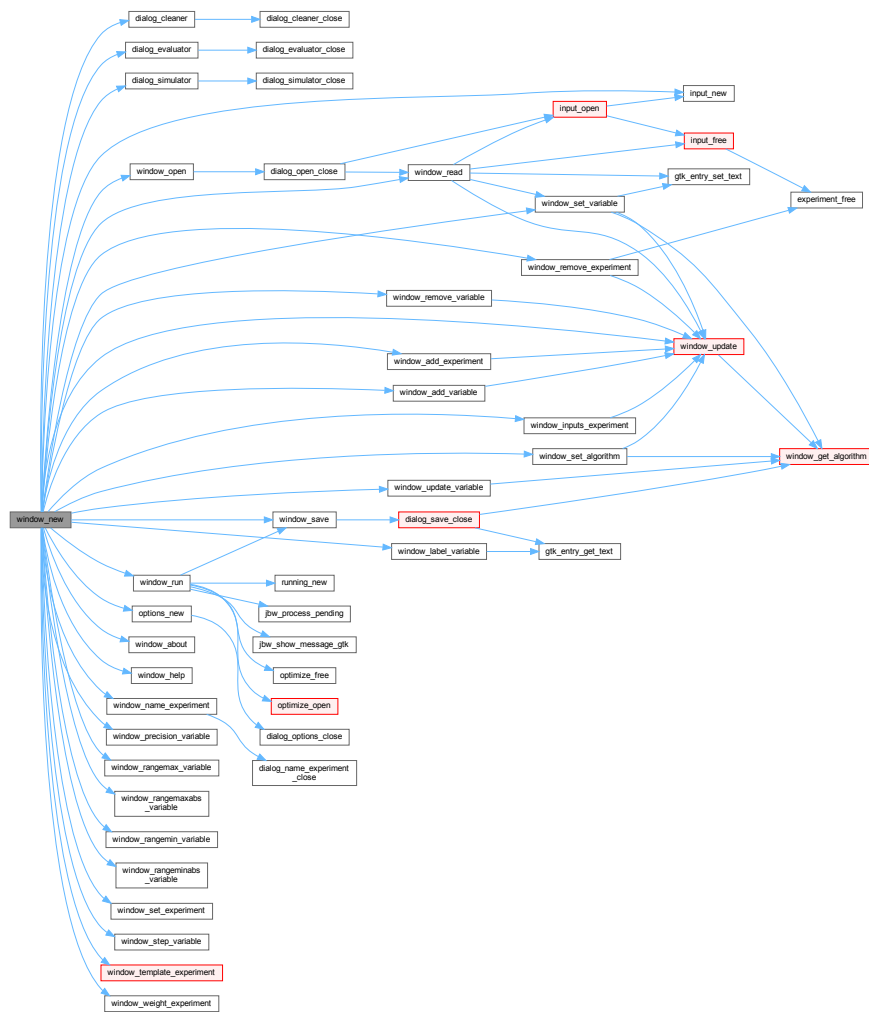 dialog_cleaner
dialog_cleaner_close
dialog_evaluator
dialog_evaluator_close
dialog_simulator
dialog_simulator_close
input_new
input_open
input_free
window_open
dialog_open_close
window_read
gtk_entry_set_text
window_set_variable
experiment_free
window_remove_experiment
window_remove_variable
window_update
window_add_experiment
window_add_variable
window_inputs_experiment
window_set_algorithm
window_get_algorithm
window_update_variable
window_new
window_save
dialog_save_close
window_label_variable
gtk_entry_get_text
window_run
running_new
options_new
jbw_process_pending
window_about
jbw_show_message_gtk
window_help
optimize_free
window_name_experiment
optimize_open
window_precision_variable
dialog_options_close
window_rangemax_variable
dialog_name_experiment
_close
window_rangemaxabs
_variable
window_rangemin_variable
window_rangeminabs
_variable
window_set_experiment
window_step_variable
window_template_experiment
window_weight_experiment